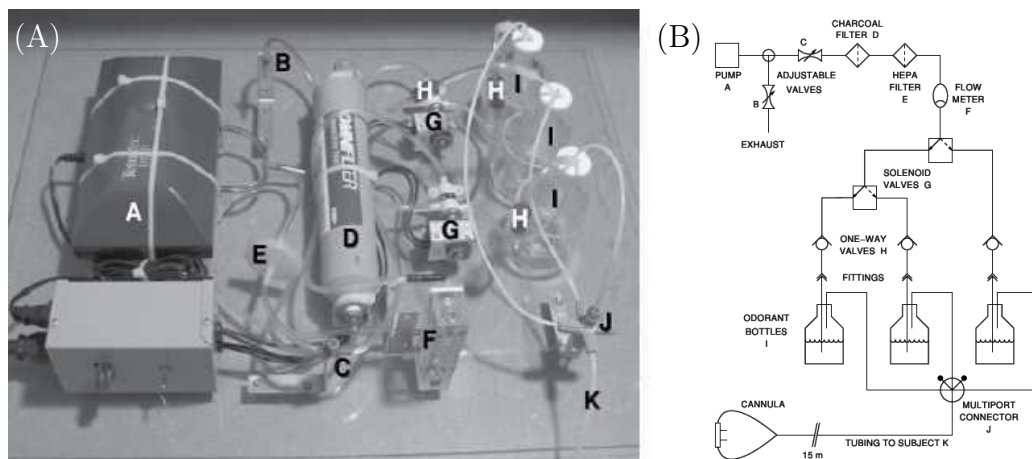 (A)
B
H
I
H
G
I
A
I
H
D
G
E
OMNIFILTER
F
J
C
K
(B)
CHARCOAL
FILTER D
C
PUMP
A
ADJUSTABLE
VALVES
HEPA
FILTER
E
FLOW
METER
F
B
EXHAUST
SOLENOID
VALVES G
ONE-WAY
VALVES H
FITTINGS
ODORANT
BOTTLES
I
CANNULA
MULTIPORT
CONNECTOR
J
TUBING TO SUBJECT K
15 m